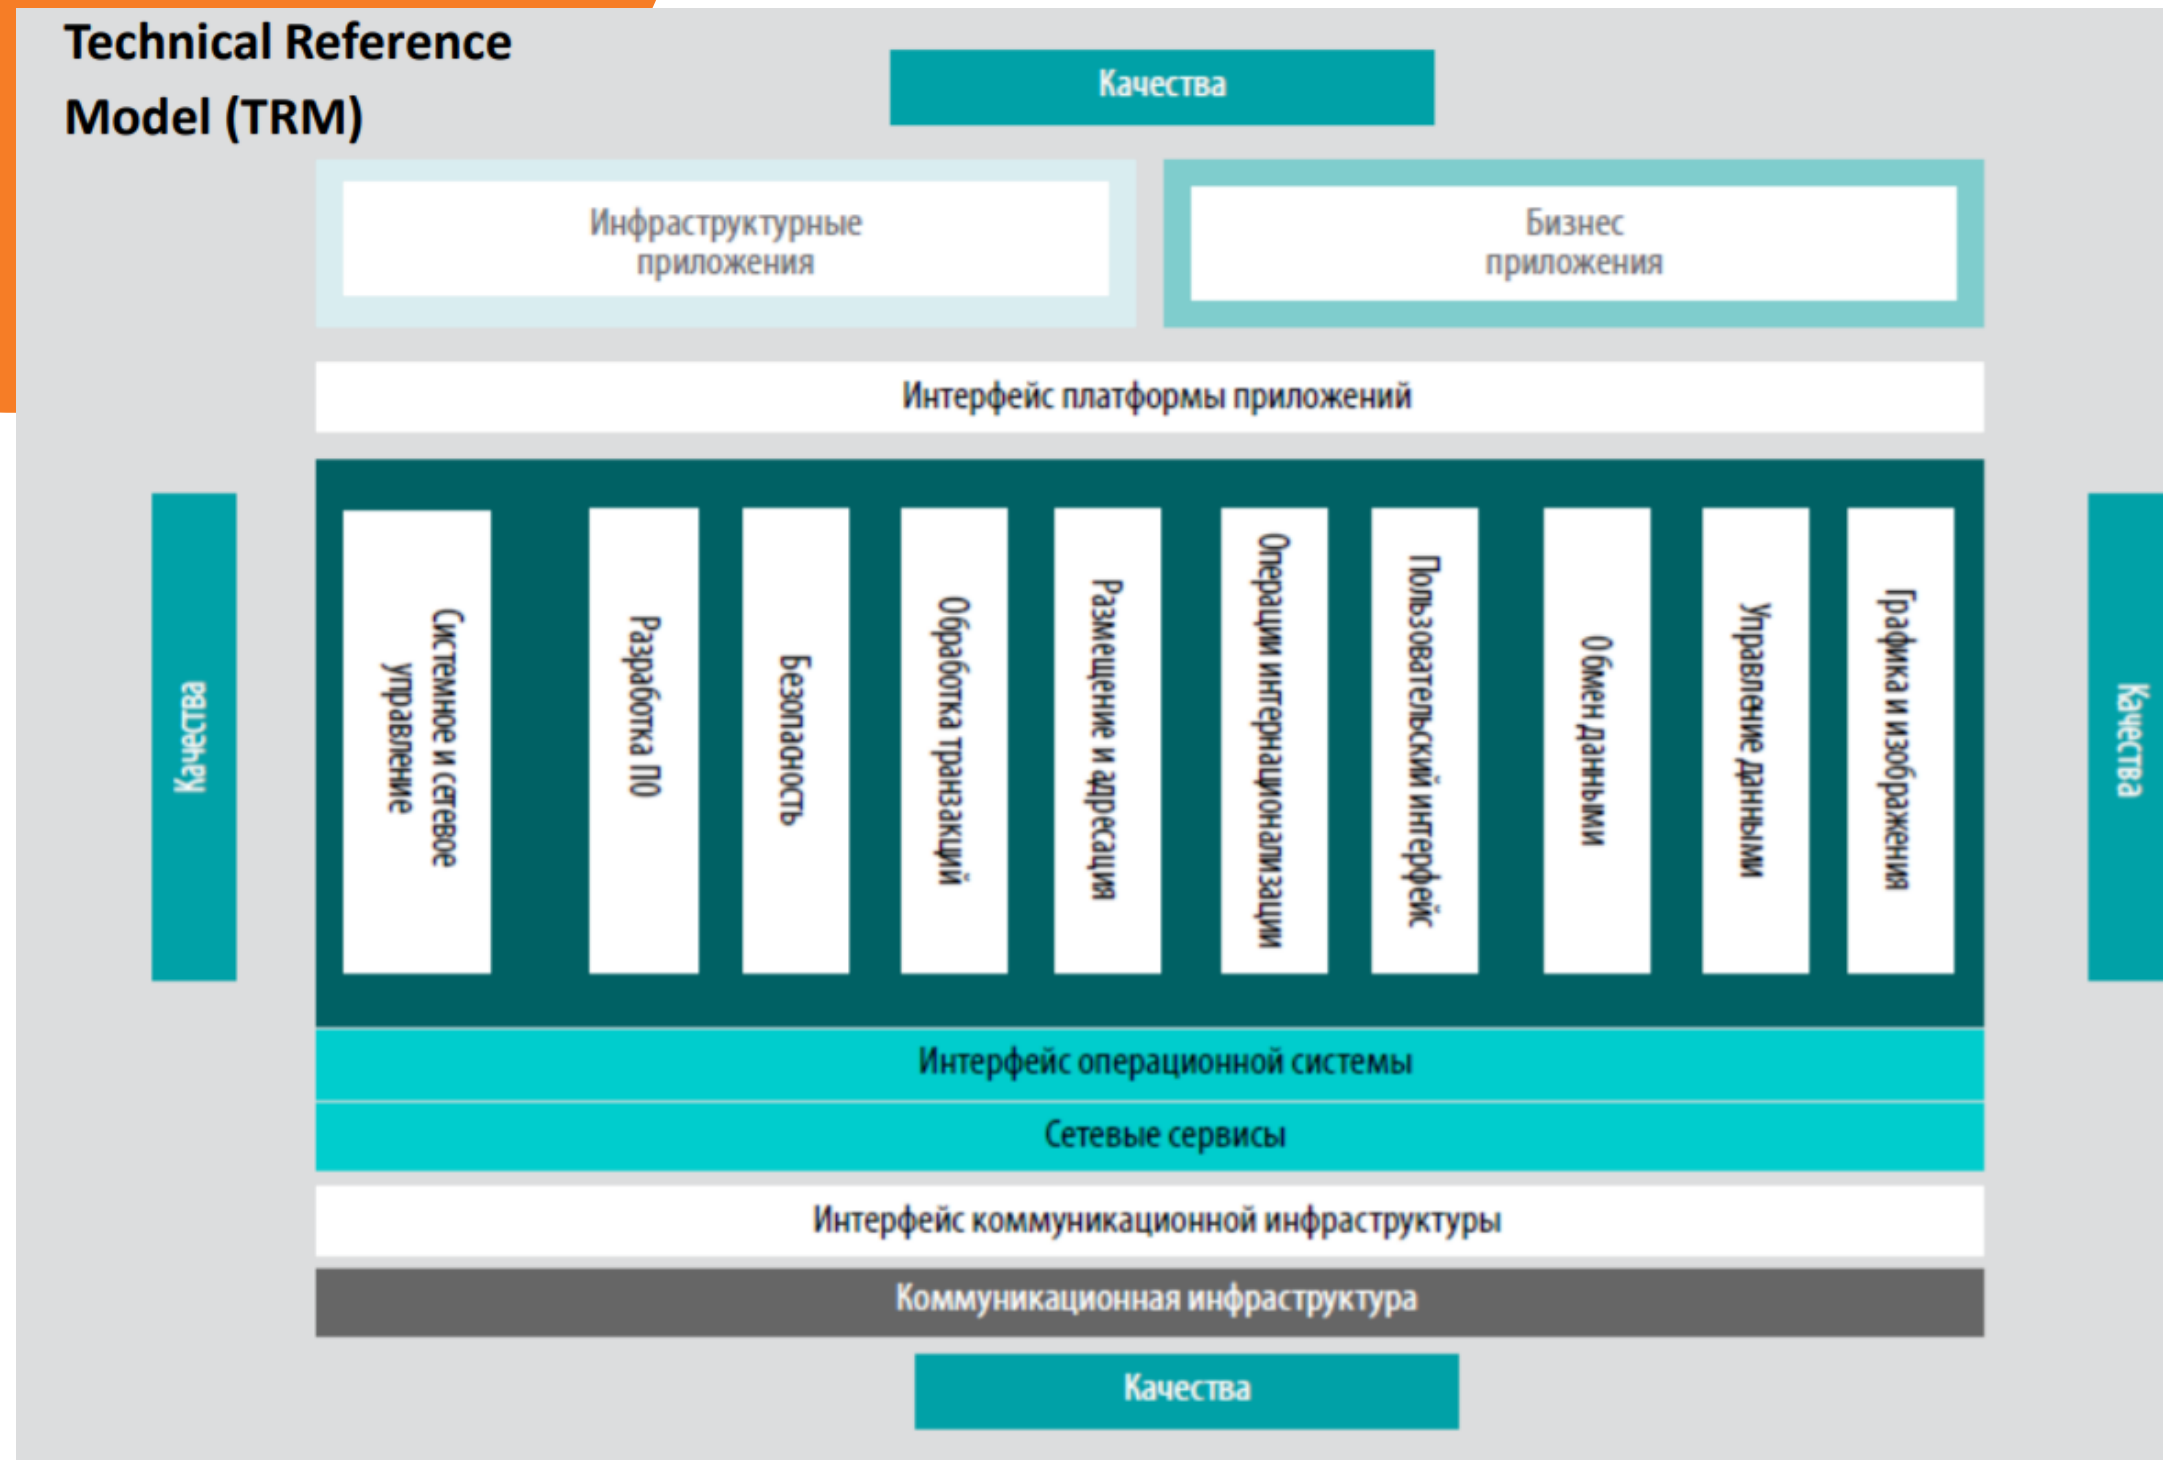 Technical Reference
Model (TRM)
Качества
Инфраструктурные
приложения
Бизнес
приложения
Интерфейс платформы приложений
Качества
Системное и сетевое
управление
Разработка ПО
Безопасность
Обработка транзакций
Размещение и адресация
Операции интернационализации
Пользовательский интерфейс
Обмен данными
Управление данными
Графика и изображения
Качества
Интерфейс операционной системы
Сетевые сервисы
Интерфейс коммуникационной инфраструктуры
Коммуникационная инфраструктура
Качества